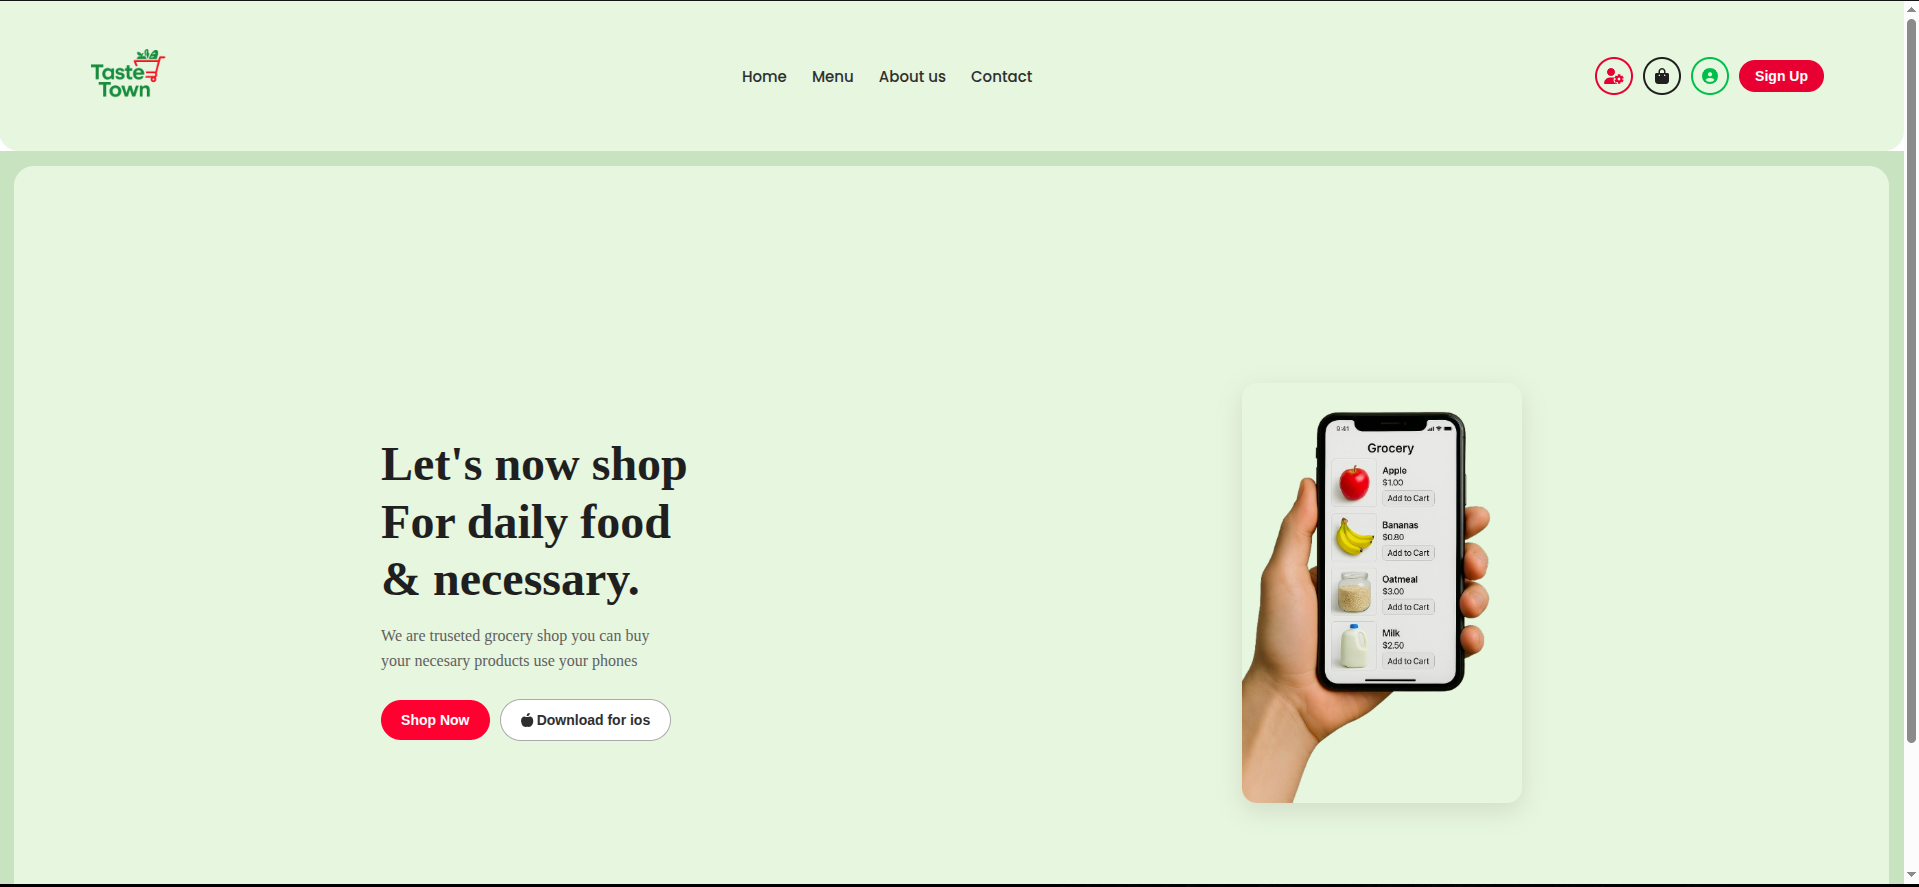 Taste
Town
Home
Menu
About us
Contact
Sign Up
Let's now shop
For daily food
& necessary.
We are truseted grocery shop you can buy
your necesary products use your phones
Shop Now
Download for ios
9:41
Grocery
Apple
$1.00
Add to Cart
Bananas
$0.80
Add to Cart
Oatmeal
$3.00
Add to Cart
Milk
$2.50
Add to Cart